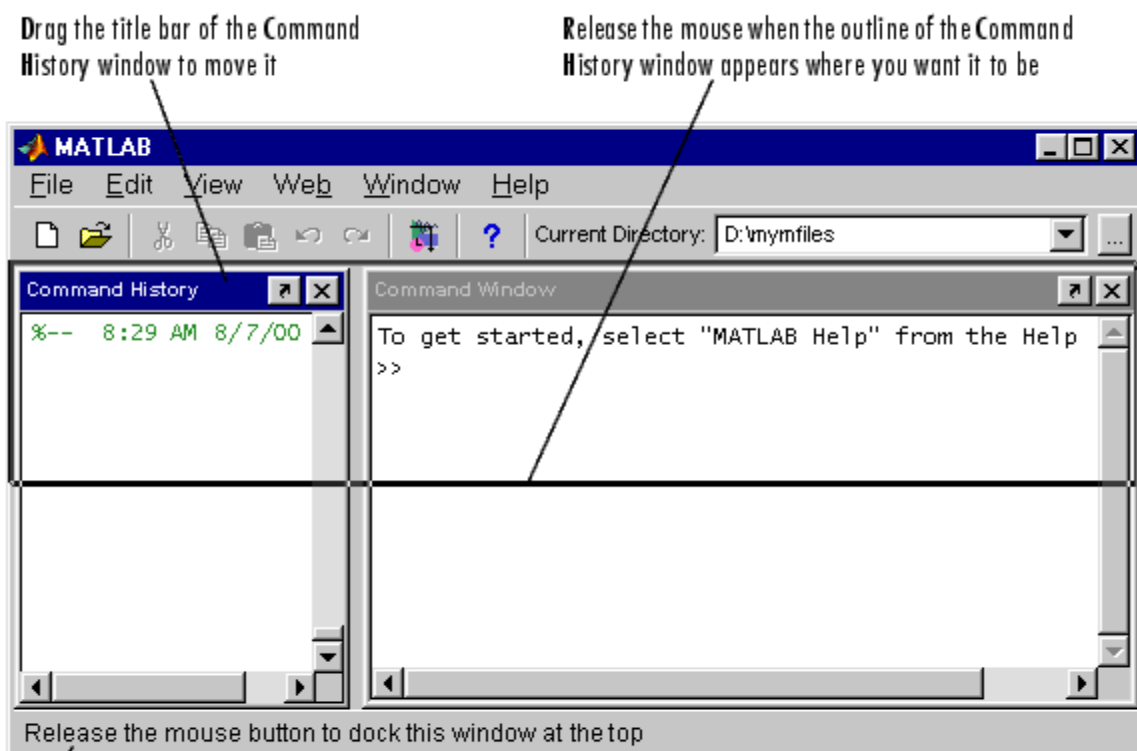 Drag the title bar of the Command
History window to move it
Release the mouse when the outline of the Command
History window appears where you want it to be
MATLAB
File Edit View Web Window Help
? Current Directory: D:\mymfiles ...
Command History
%-- 8:29 AM 8/7/00
Command Window
To get started, select "MATLAB Help" from the Help
>>
Release the mouse button to dock this window at the top